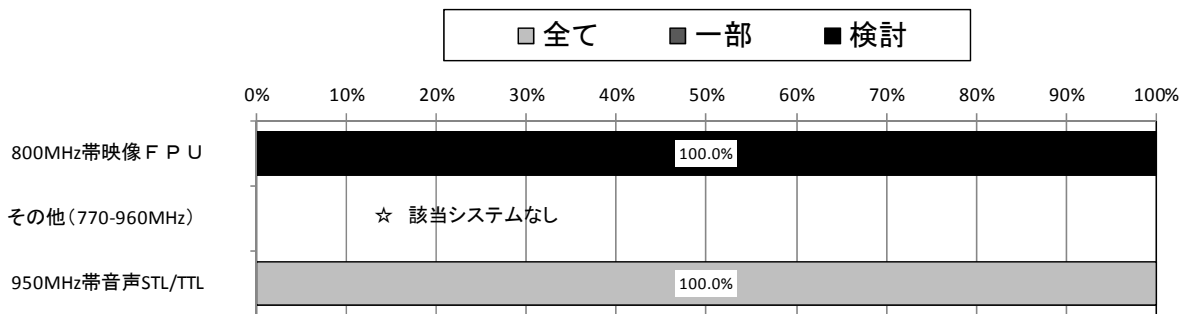 全て 一部 検討
0% 10% 20% 30% 40% 50% 60% 70% 80% 90% 100%
800MHz帯映像ＦＰＵ 100.0%
その他（770-960MHz） ☆ 該当システムなし
950MHz帯音声STL/TTL 100.0%